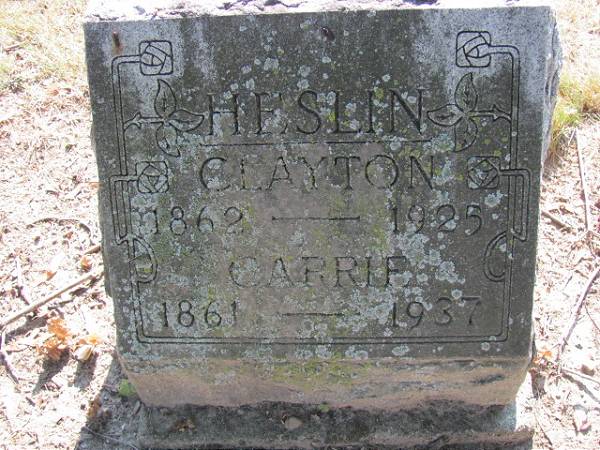 HESLIN
CLAYTON
1862 — 1925
CARRIE
1861 — 1937